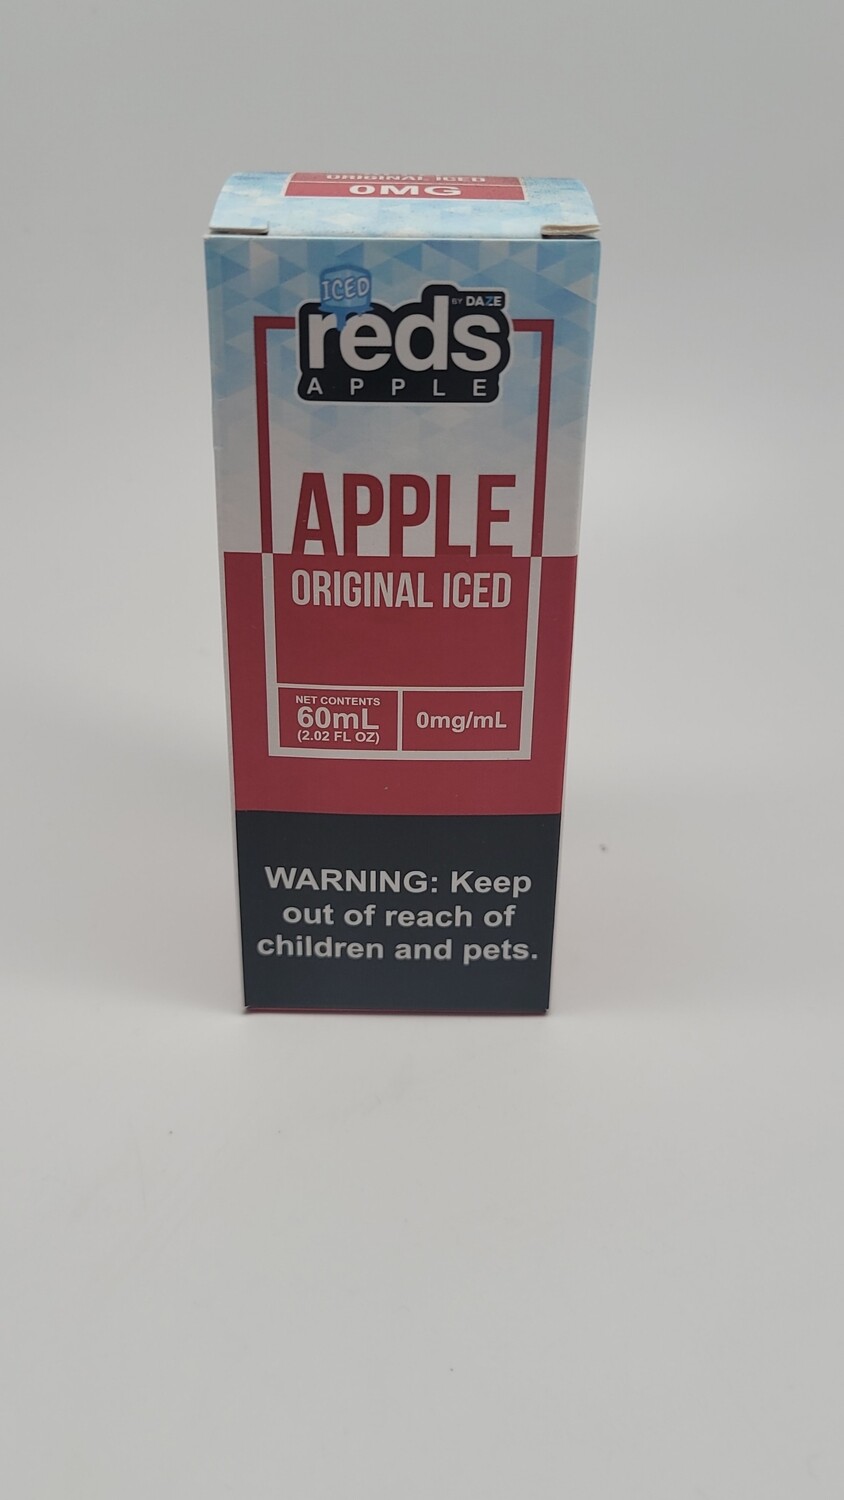 ORIGINAL ICED
0MG
ICED
BY DAZE
reds
APPLE
APPLE
ORIGINAL ICED
NET CONTENTS
60mL
(2.02 FL OZ)
0mg/mL
WARNING: Keep
out of reach of
children and pets.